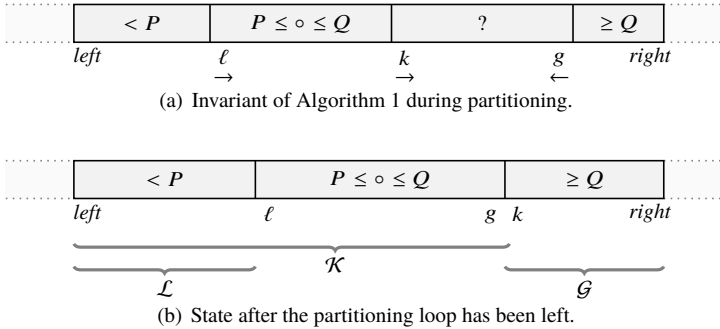 < P P ≤ ∘ ≤ Q ? ≥ Q
left ℓ k g right
→ → ←
(a) Invariant of Algorithm 1 during partitioning.
< P P ≤ ∘ ≤ Q ≥ Q
left ℓ g k right
𝒦
ℒ 𝒢
(b) State after the partitioning loop has been left.